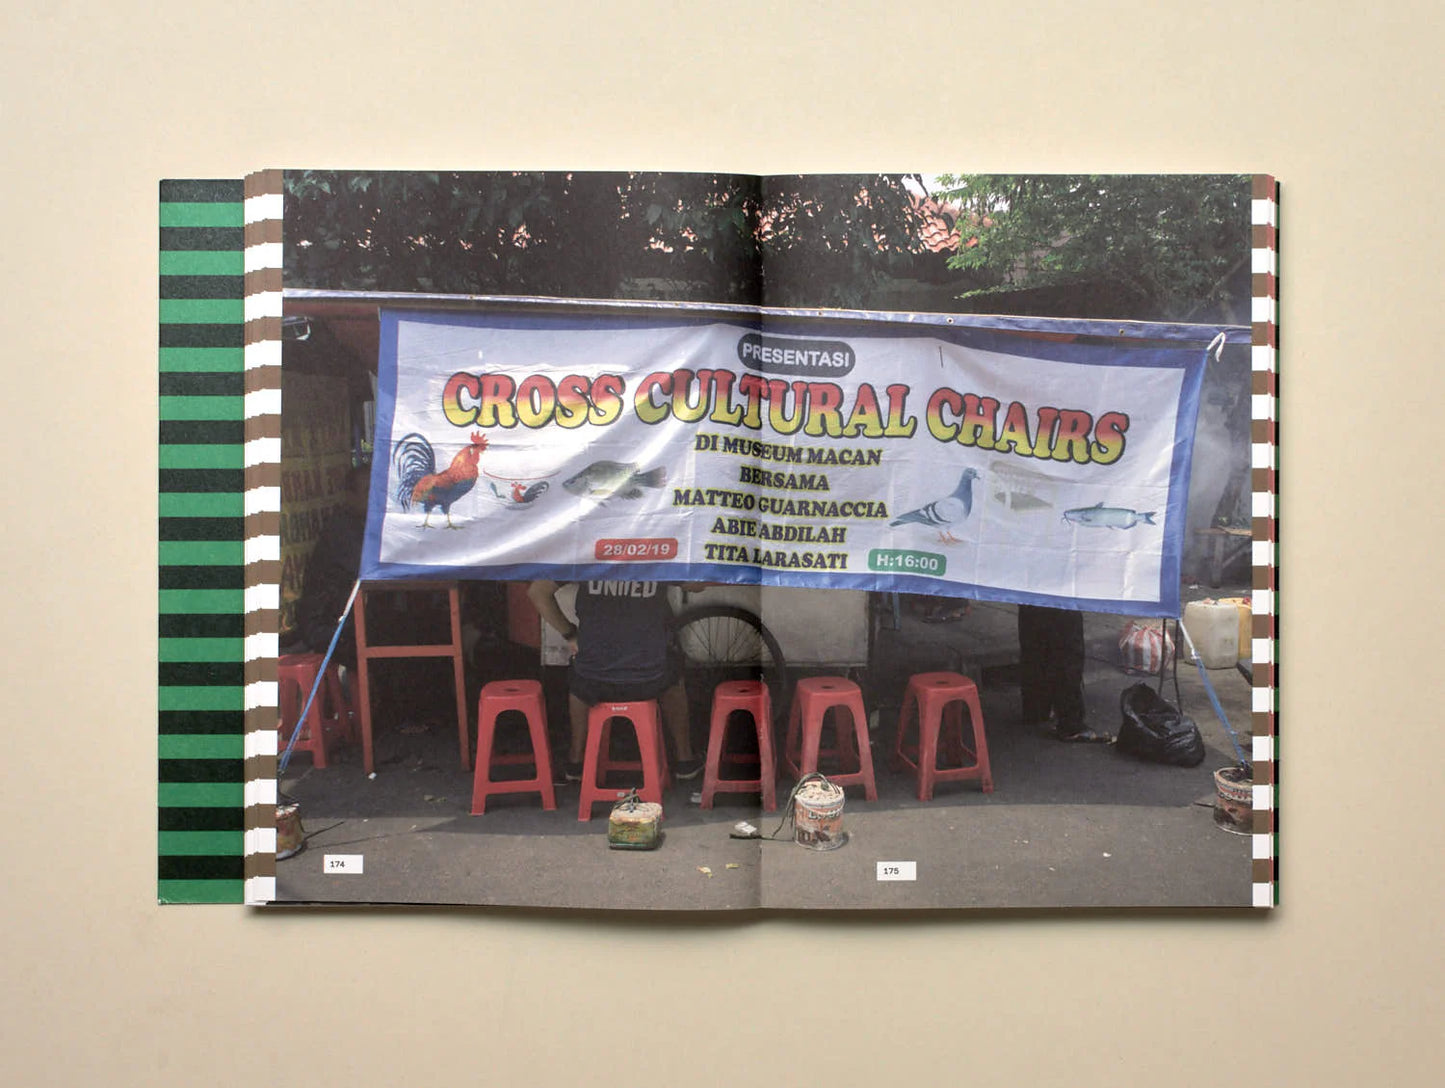 PRESENTASI
CROSS CULTURAL CHAIRS
DI MUSEUM MACAN
BERSAMA
MATTEO GUARNACCIA
ABIE ABDILAH
TITA LARASATI
28/02/19
H:16:00
UNITED
174
175